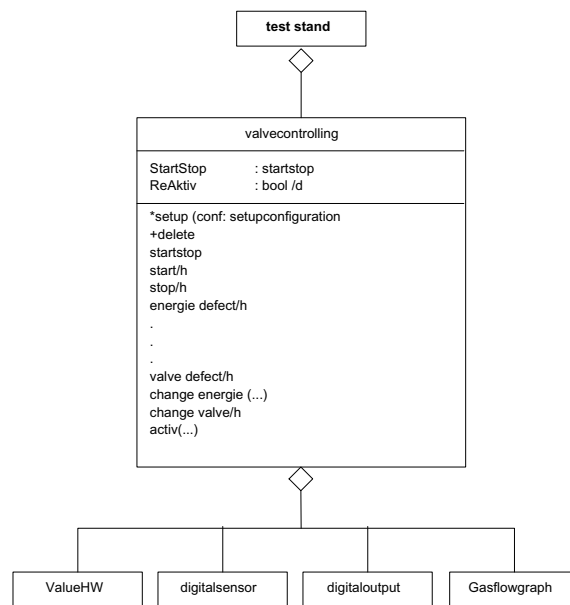 test stand
valvecontrolling
StartStop : startstop
ReAktiv : bool /d
*setup (conf: setupconfiguration
+delete
startstop
start/h
stop/h
energie defect/h
.
.
.
valve defect/h
change energie (...)
change valve/h
activ(...)
ValueHW digitalsensor digitaloutput Gasflowgraph